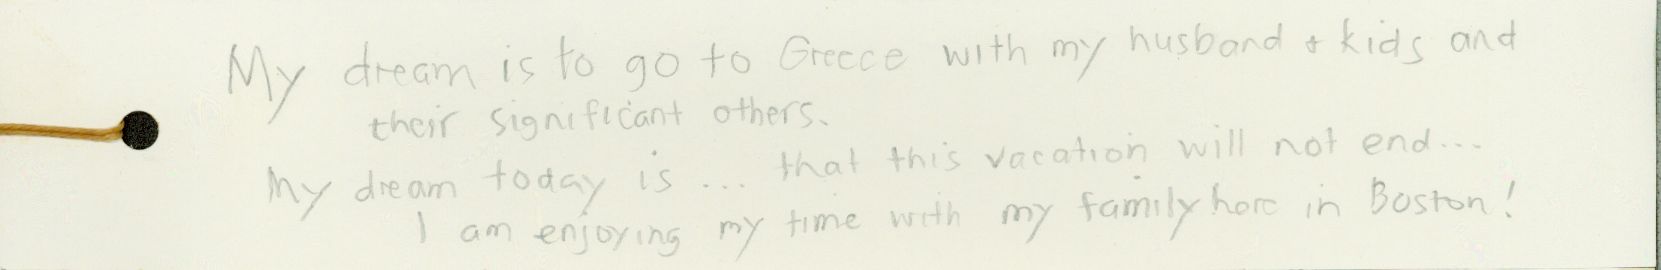 My dream is to go to Greece with my husband + kids and
their significant others.
My dream today is ... that this vacation will not end...
I am enjoying my time with my family here in Boston!